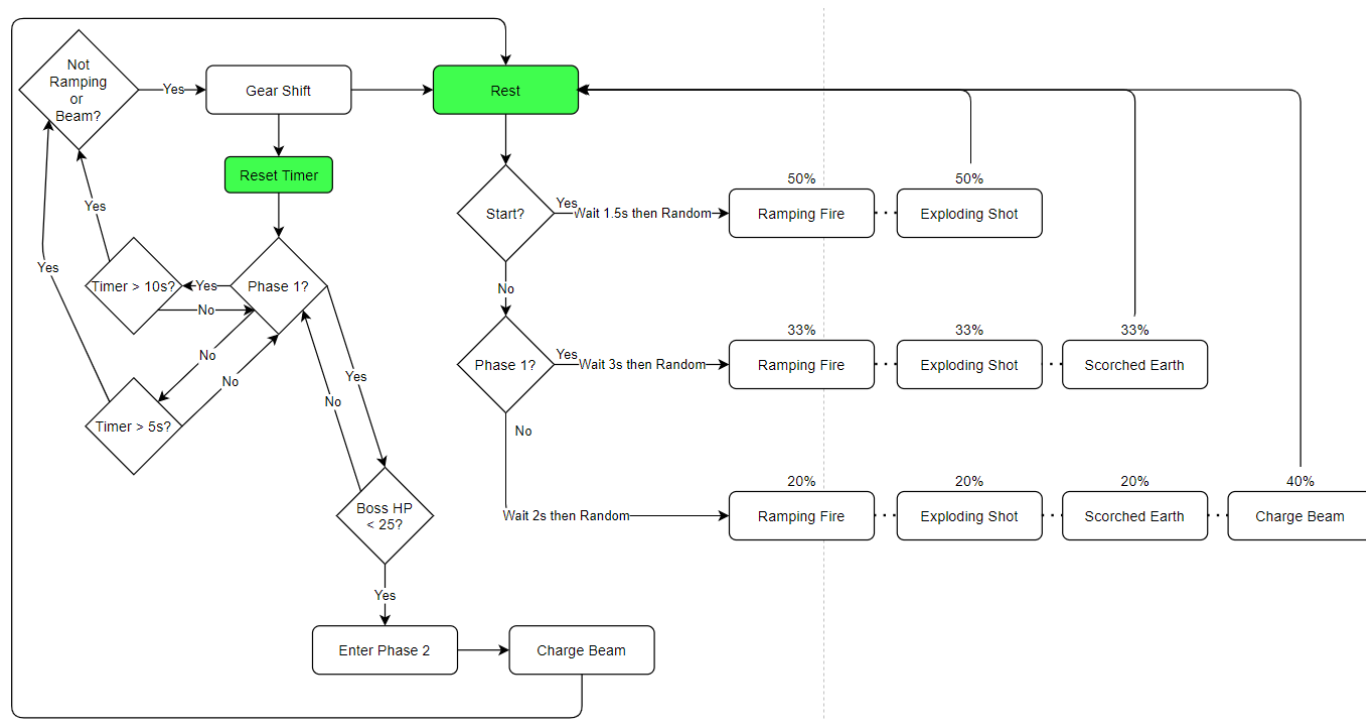 Not
Ramping
or
Beam?
Yes
Gear Shift
Rest
Reset Timer
Yes
Yes
Timer > 10s?
Yes
No
Phase 1?
No
No
Timer > 5s?
Yes
No
Boss HP
< 25?
Yes
Enter Phase 2
Charge Beam
Start?
Yes
Wait 1.5s then Random
50%
Ramping Fire
50%
Exploding Shot
No
Phase 1?
Yes
Wait 3s then Random
33%
Ramping Fire
33%
Exploding Shot
33%
Scorched Earth
No
Wait 2s then Random
20%
Ramping Fire
20%
Exploding Shot
20%
Scorched Earth
40%
Charge Beam